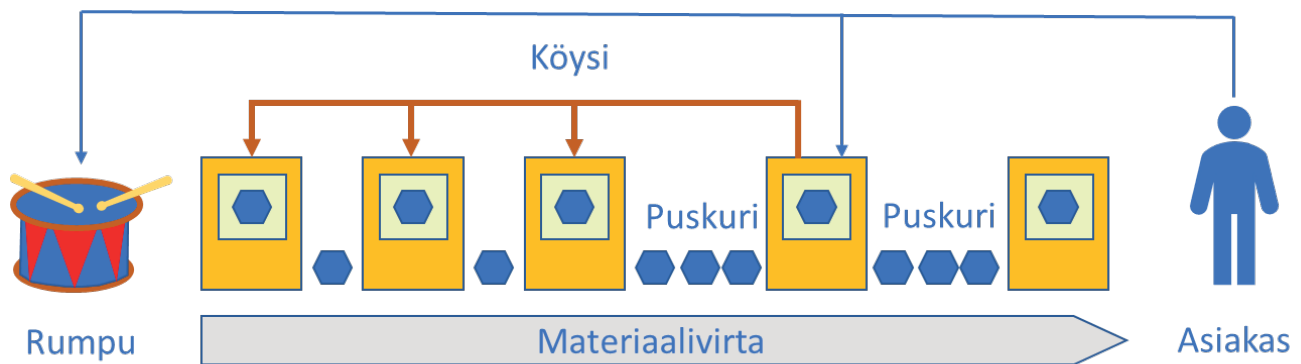 Köysi
Puskuri
Puskuri
Rumpu
Materiaalivirta
Asiakas